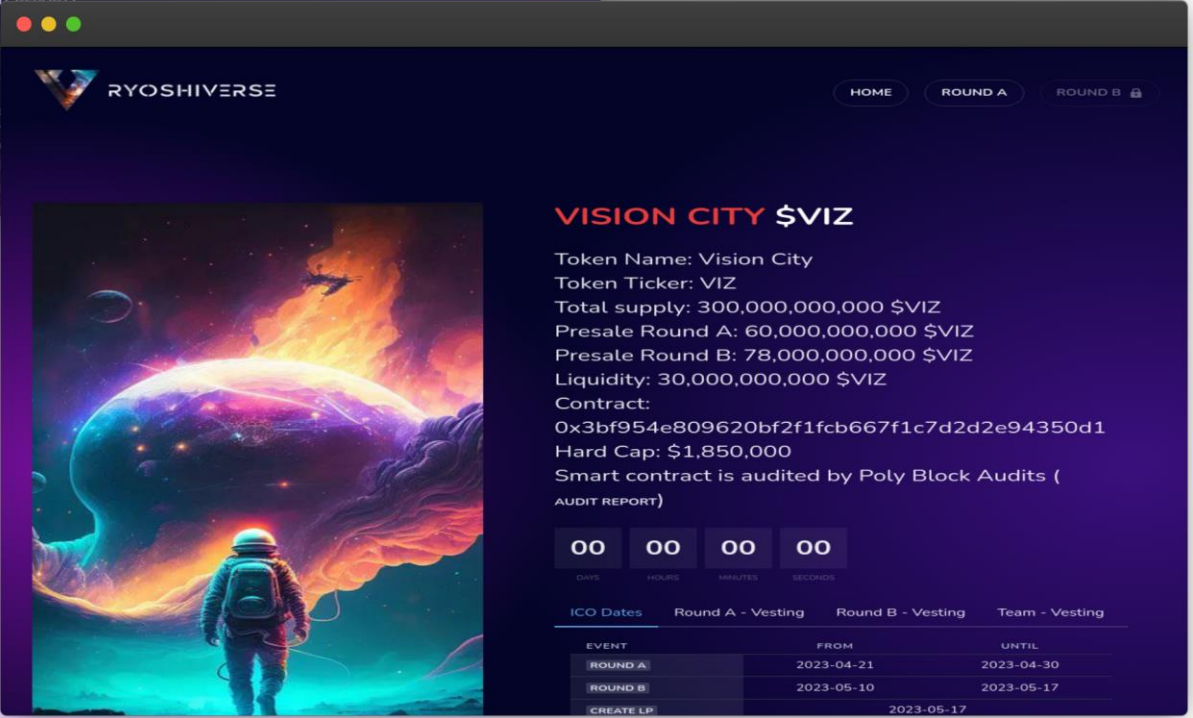 RYOSHIVERSE
HOME
ROUND A
ROUND B
VISION CITY $VIZ
Token Name: Vision City
Token Ticker: VIZ
Total supply: 300,000,000,000 $VIZ
Presale Round A: 60,000,000,000 $VIZ
Presale Round B: 78,000,000,000 $VIZ
Liquidity: 30,000,000,000 $VIZ
Contract:
0x3bf954e809620bf2f1fcb667f1c7d2d2e94350d1
Hard Cap: $1,850,000
Smart contract is audited by Poly Block Audits (
AUDIT REPORT)
00 00 00 00
DAYS HOURS MINUTES SECONDS
ICO Dates Round A - Vesting Round B - Vesting Team - Vesting
EVENT FROM UNTIL
ROUND A 2023-04-21 2023-04-30
ROUND B 2023-05-10 2023-05-17
CREATE LP 2023-05-17